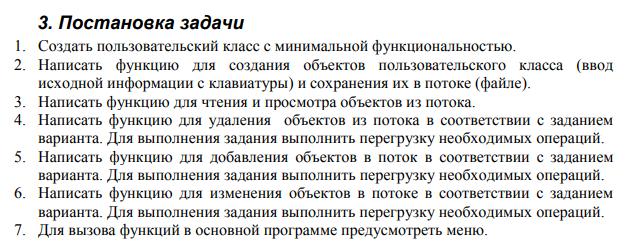 3. Постановка задачи
1. Создать пользовательский класс с минимальной функциональностью.
2. Написать функцию для создания объектов пользовательского класса (ввод
исходной информации с клавиатуры) и сохранения их в потоке (файле).
3. Написать функцию для чтения и просмотра объектов из потока.
4. Написать функцию для удаления объектов из потока в соответствии с заданием
варианта. Для выполнения задания выполнить перегрузку необходимых операций.
5. Написать функцию для добавления объектов в поток в соответствии с заданием
варианта. Для выполнения задания выполнить перегрузку необходимых операций.
6. Написать функцию для изменения объектов в потоке в соответствии с заданием
варианта. Для выполнения задания выполнить перегрузку необходимых операций.
7. Для вызова функций в основной программе предусмотреть меню.